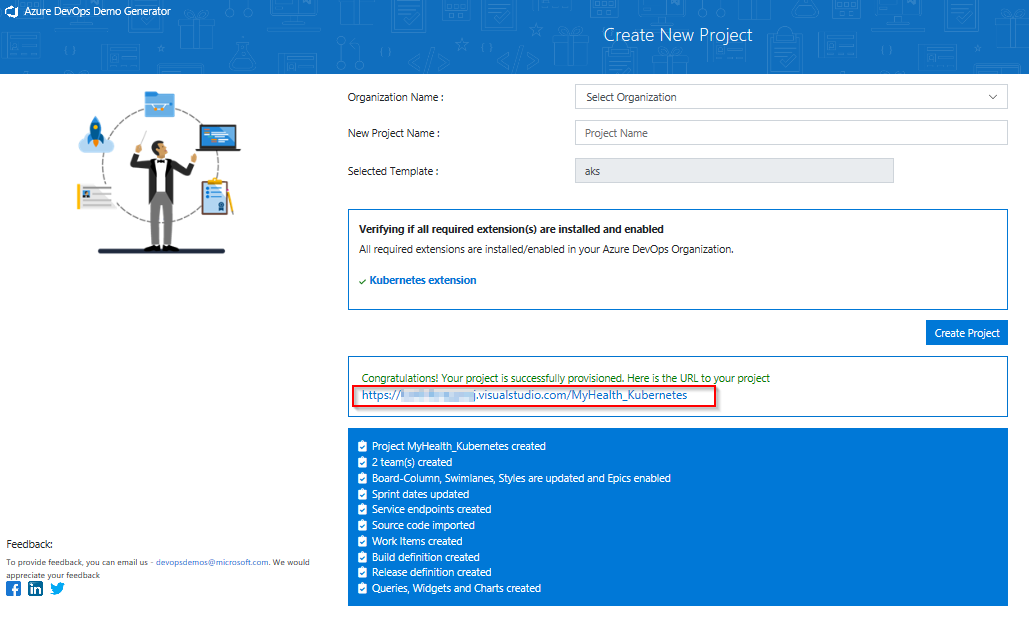 Azure DevOps Demo Generator
Create New Project
Organization Name :
Select Organization
New Project Name :
Project Name
Selected Template :
aks
Verifying if all required extension(s) are installed and enabled
All required extensions are installed/enabled in your Azure DevOps Organization.
Kubernetes extension
Create Project
Congratulations! Your project is successfully provisioned. Here is the URL to your project
https:// .visualstudio.com/MyHealth_Kubernetes
Project MyHealth_Kubernetes created
2 team(s) created
Board-Column, Swimlanes, Styles are updated and Epics enabled
Sprint dates updated
Service endpoints created
Source code imported
Work Items created
Build definition created
Release definition created
Queries, Widgets and Charts created
Feedback:
To provide feedback, you can email us - devopsdemos@microsoft.com. We would
appreciate your feedback